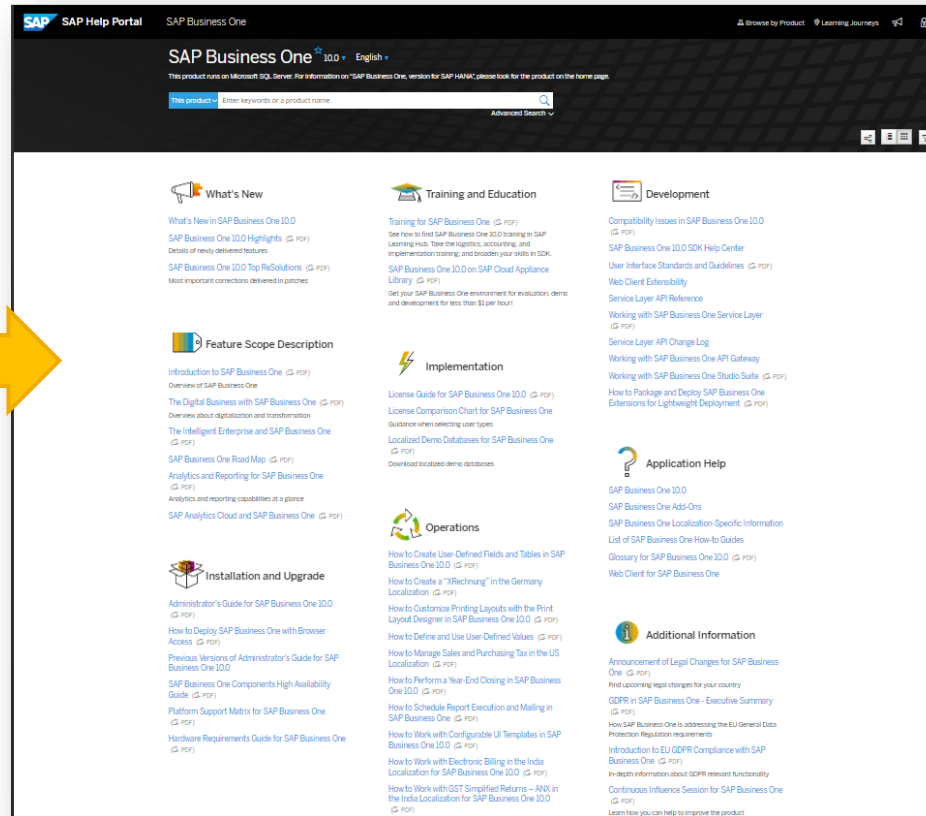 SAP SAP Help Portal SAP Business One
Browse by Product Learning Journeys
SAP Business One 10.0 English
This product runs on Microsoft SQL Server. For information on "SAP Business One, version for SAP HANA", please look for the product on the home page.
This product Enter keywords or a product name
Advanced Search
What's New
What's New in SAP Business One 10.0
SAP Business One 10.0 Highlights (PDF)
Details of newly delivered features
SAP Business One 10.0 Top ReSolutions (PDF)
Most important corrections delivered in patches
Feature Scope Description
Introduction to SAP Business One (PDF)
Overview of SAP Business One
The Digital Business with SAP Business One (PDF)
Overview about digitalization and transformation
The Intelligent Enterprise and SAP Business One
(PDF)
SAP Business One Road Map (PDF)
Analytics and Reporting for SAP Business One
(PDF)
Analytics and reporting capabilities at a glance
SAP Analytics Cloud and SAP Business One (PDF)
Installation and Upgrade
Administrator's Guide for SAP Business One 10.0
(PDF)
How to Deploy SAP Business One with Browser
Access (PDF)
Previous Versions of Administrator's Guide for SAP
Business One 10.0
SAP Business One Components High Availability
Guide (PDF)
Platform Support Matrix for SAP Business One
(PDF)
Hardware Requirements Guide for SAP Business One
(PDF)
Training and Education
Training for SAP Business One (PDF)
See how to find SAP Business One 10.0 training in SAP
Learning Hub. Take the logistics, accounting, and
implementation training, and broaden your skills in SDK.
SAP Business One 10.0 on SAP Cloud Appliance
Library (PDF)
Get your SAP Business One environment for evaluation, demo
and development for less than $1 per hour!
Implementation
License Guide for SAP Business One 10.0 (PDF)
License Comparison Chart for SAP Business One
Guidance when selecting user types
Localized Demo Databases for SAP Business One
(PDF)
Download localized demo databases
Operations
How to Create User-Defined Fields and Tables in SAP
Business One 10.0 (PDF)
How to Create a "XRechnung" in the Germany
Localization (PDF)
How to Customize Printing Layouts with the Print
Layout Designer in SAP Business One 10.0 (PDF)
How to Define and Use User-Defined Values (PDF)
How to Manage Sales and Purchasing Tax in the US
Localization (PDF)
How to Perform a Year-End Closing in SAP Business
One 10.0 (PDF)
How to Schedule Report Execution and Mailing in
SAP Business One (PDF)
How to Work with Configurable UI Templates in SAP
Business One 10.0 (PDF)
How to Work with Electronic Billing in the India
Localization for SAP Business One 10.0 (PDF)
How to Work with GST Simplified Returns – ANX in
the India Localization for SAP Business One 10.0
(PDF)
Development
Compatibility Issues in SAP Business One 10.0
(PDF)
SAP Business One 10.0 SDK Help Center
User Interface Standards and Guidelines (PDF)
Web Client Extensibility
Service Layer API Reference
Working with SAP Business One Service Layer
(PDF)
Service Layer API Change Log
Working with SAP Business One API Gateway
Working with SAP Business One Studio Suite (PDF)
How to Package and Deploy SAP Business One
Extensions for Lightweight Deployment (PDF)
Application Help
SAP Business One 10.0
SAP Business One Add-Ons
SAP Business One Localization-Specific Information
List of SAP Business One How-to Guides
Glossary for SAP Business One 10.0 (PDF)
Web Client for SAP Business One
Additional Information
Announcement of Legal Changes for SAP Business
One (PDF)
Find upcoming legal changes for your country
GDPR in SAP Business One - Executive Summary
(PDF)
How SAP Business One is addressing the EU General Data
Protection Regulation requirements
Introduction to EU GDPR Compliance with SAP
Business One (PDF)
In-depth information about GDPR relevant functionality
Continuous Influence Session for SAP Business One
(PDF)
Learn how you can help to improve the product